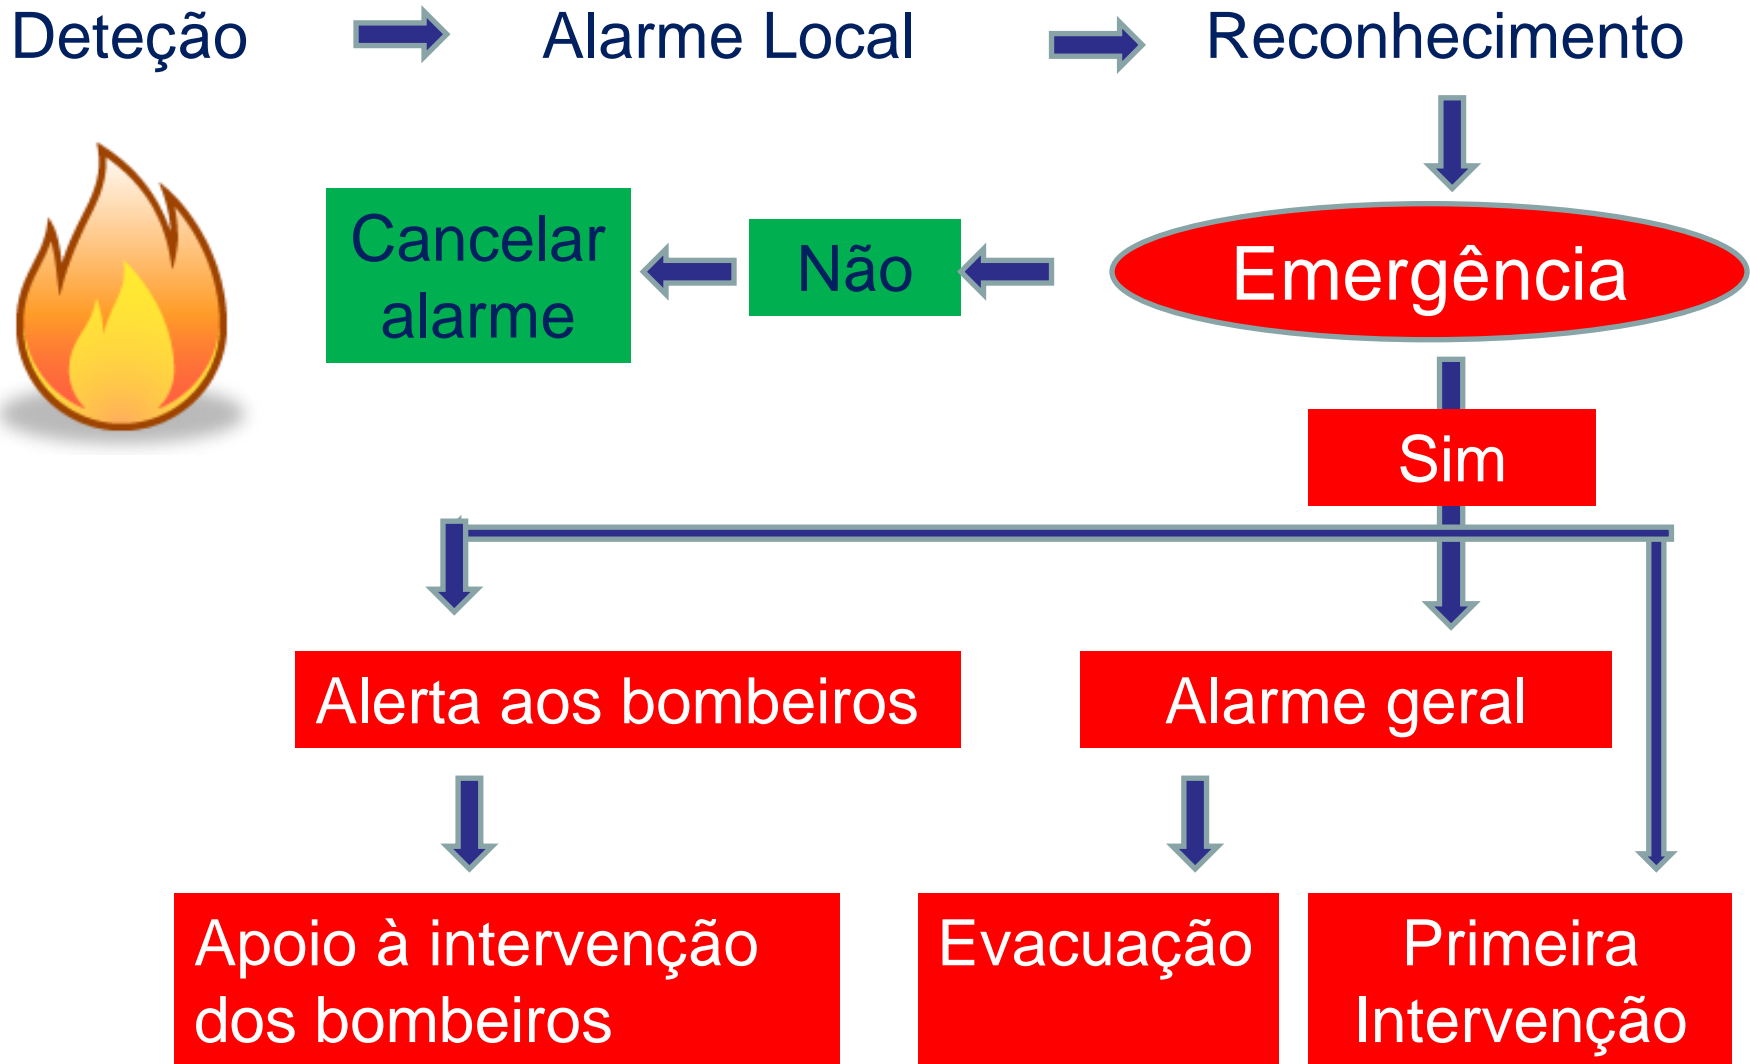 Deteção
Alarme Local
Reconhecimento
Cancelar
alarme
Não
Emergência
Sim
Alerta aos bombeiros
Alarme geral
Apoio à intervenção
dos bombeiros
Evacuação
Primeira
Intervenção